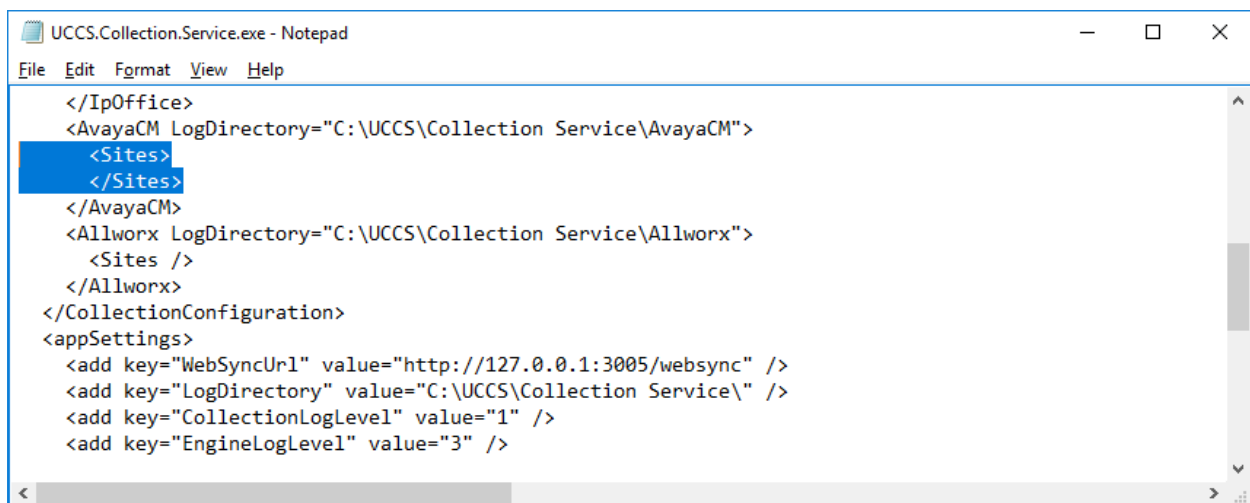 UCCS.Collection.Service.exe - Notepad
File Edit Format View Help
</IpOffice>
<AvayaCM LogDirectory="C:\UCCS\Collection Service\AvayaCM">
<Sites>
</Sites>
</AvayaCM>
<Allworx LogDirectory="C:\UCCS\Collection Service\Allworx">
<Sites />
</Allworx>
</CollectionConfiguration>
<appSettings>
<add key="WebSyncUrl" value="http://127.0.0.1:3005/websync" />
<add key="LogDirectory" value="C:\UCCS\Collection Service\" />
<add key="CollectionLogLevel" value="1" />
<add key="EngineLogLevel" value="3" />